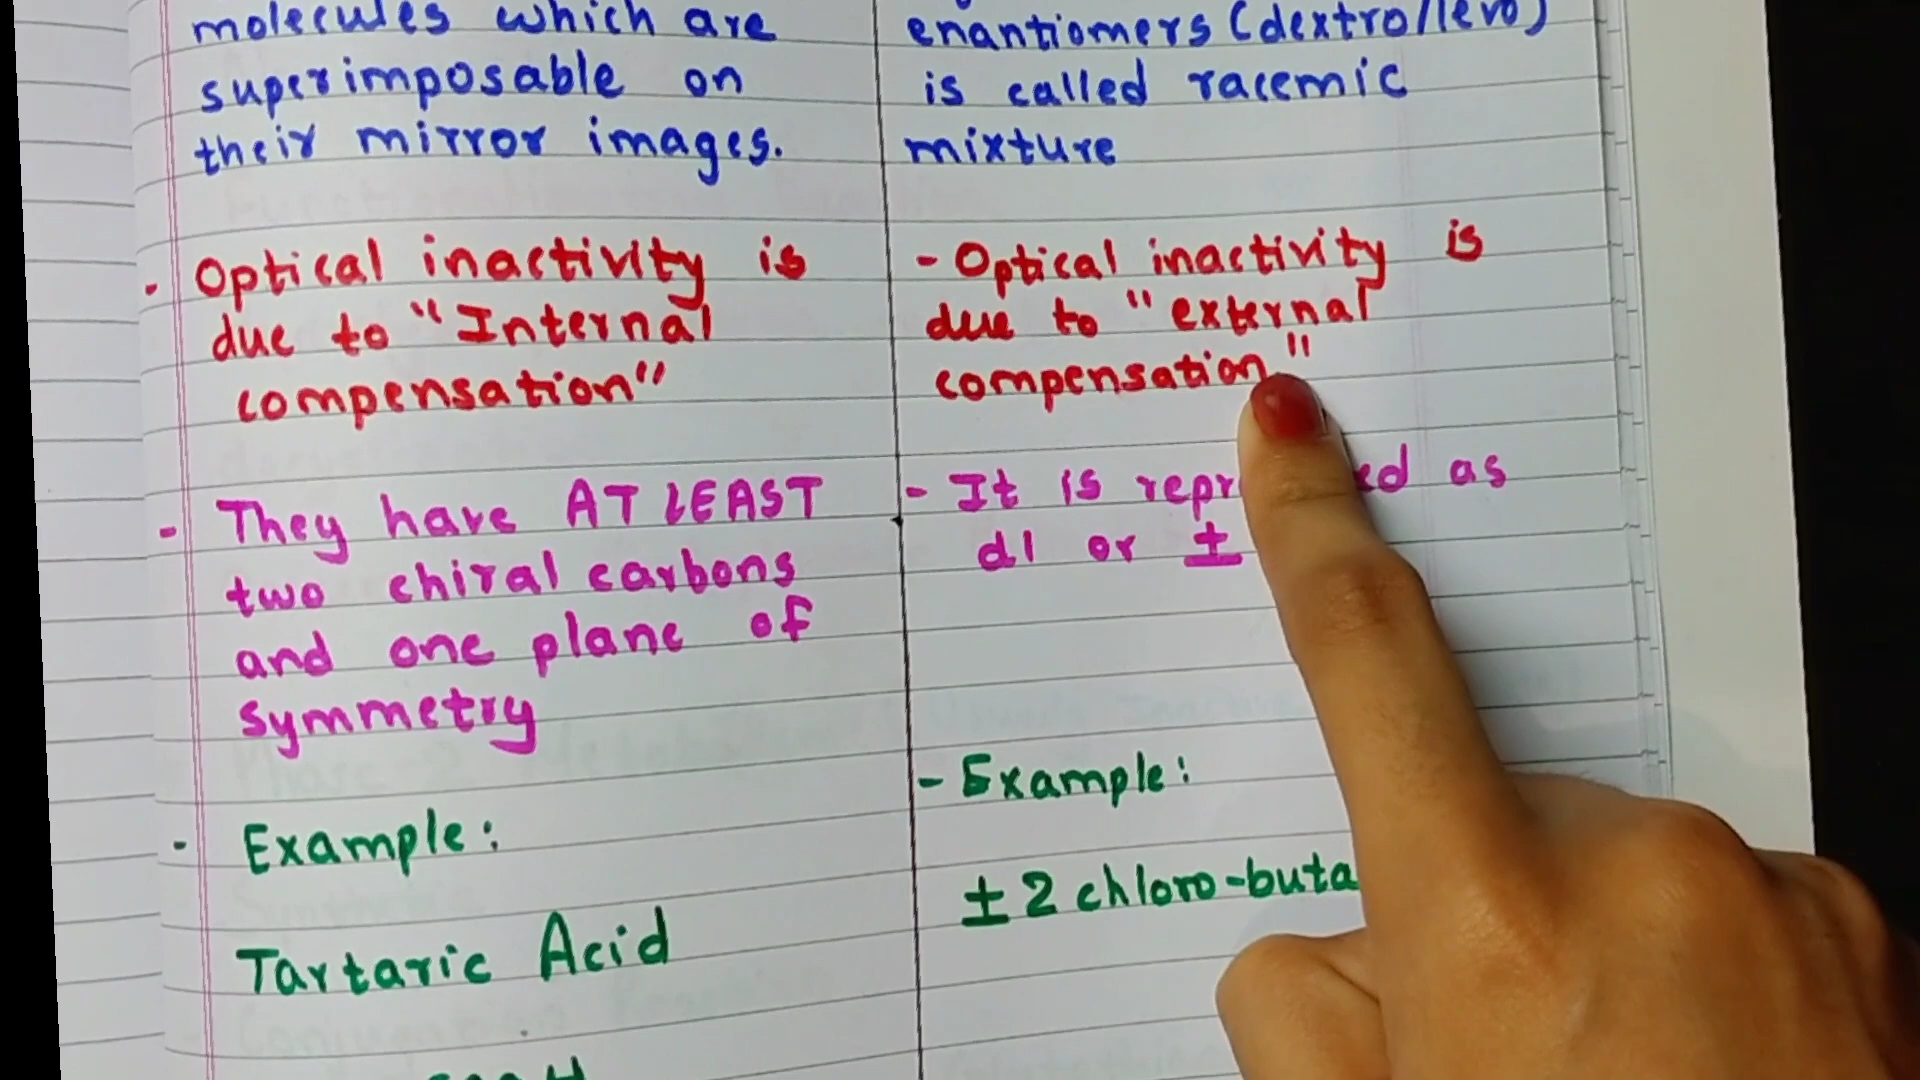 molecules which are
superimposable on
their mirror images.
- Optical inactivity is
due to "Internal
compensation"
- They have AT LEAST
two chiral carbons
and one plane of
symmetry
- Example:
Tartaric Acid
enantiomers (dextro/levo)
is called racemic
mixture
- Optical inactivity is
due to "external
compensation"
- It is as
dl or ±
- Example:
± 2 chloro-buta